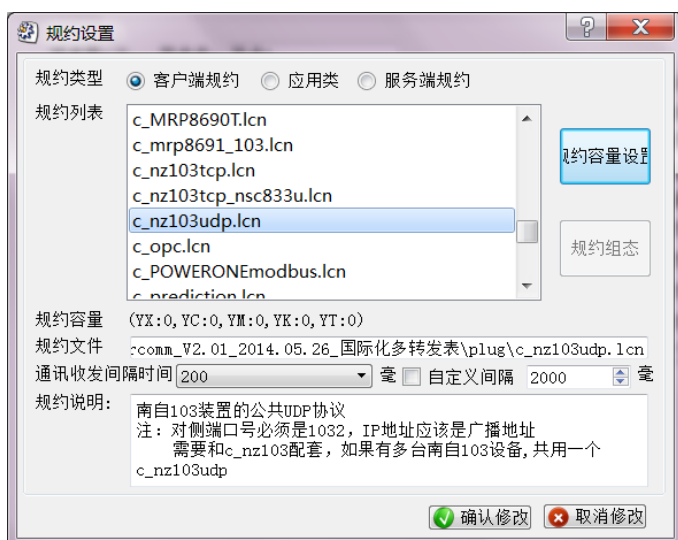 规约设置
规约类型 客户端规约 应用类 服务端规约
规约列表
c_MRP8690T.lcn
c_mrp8691_103.lcn
c_nz103tcp.lcn
c_nz103tcp_nsc833u.lcn
c_nz103udp.lcn
c_opc.lcn
c_POWERONEmodbus.lcn
c_prediction.lcn
规约容量设置
规约组态
规约容量 (YX:0,YC:0,YM:0,YK:0,YT:0)
规约文件 rcomm_V2.01_2014.05.26_国际化多转发表\plug\c_nz103udp.lcn
通讯收发间隔时间 200 毫 自定义间隔 2000 毫
规约说明:
南自103装置的公共UDP协议
注: 对侧端口号必须是1032, IP地址应该是广播地址
需要和c_nz103配套, 如果有多台南自103设备,共用一个
c_nz103udp
确认修改 取消修改